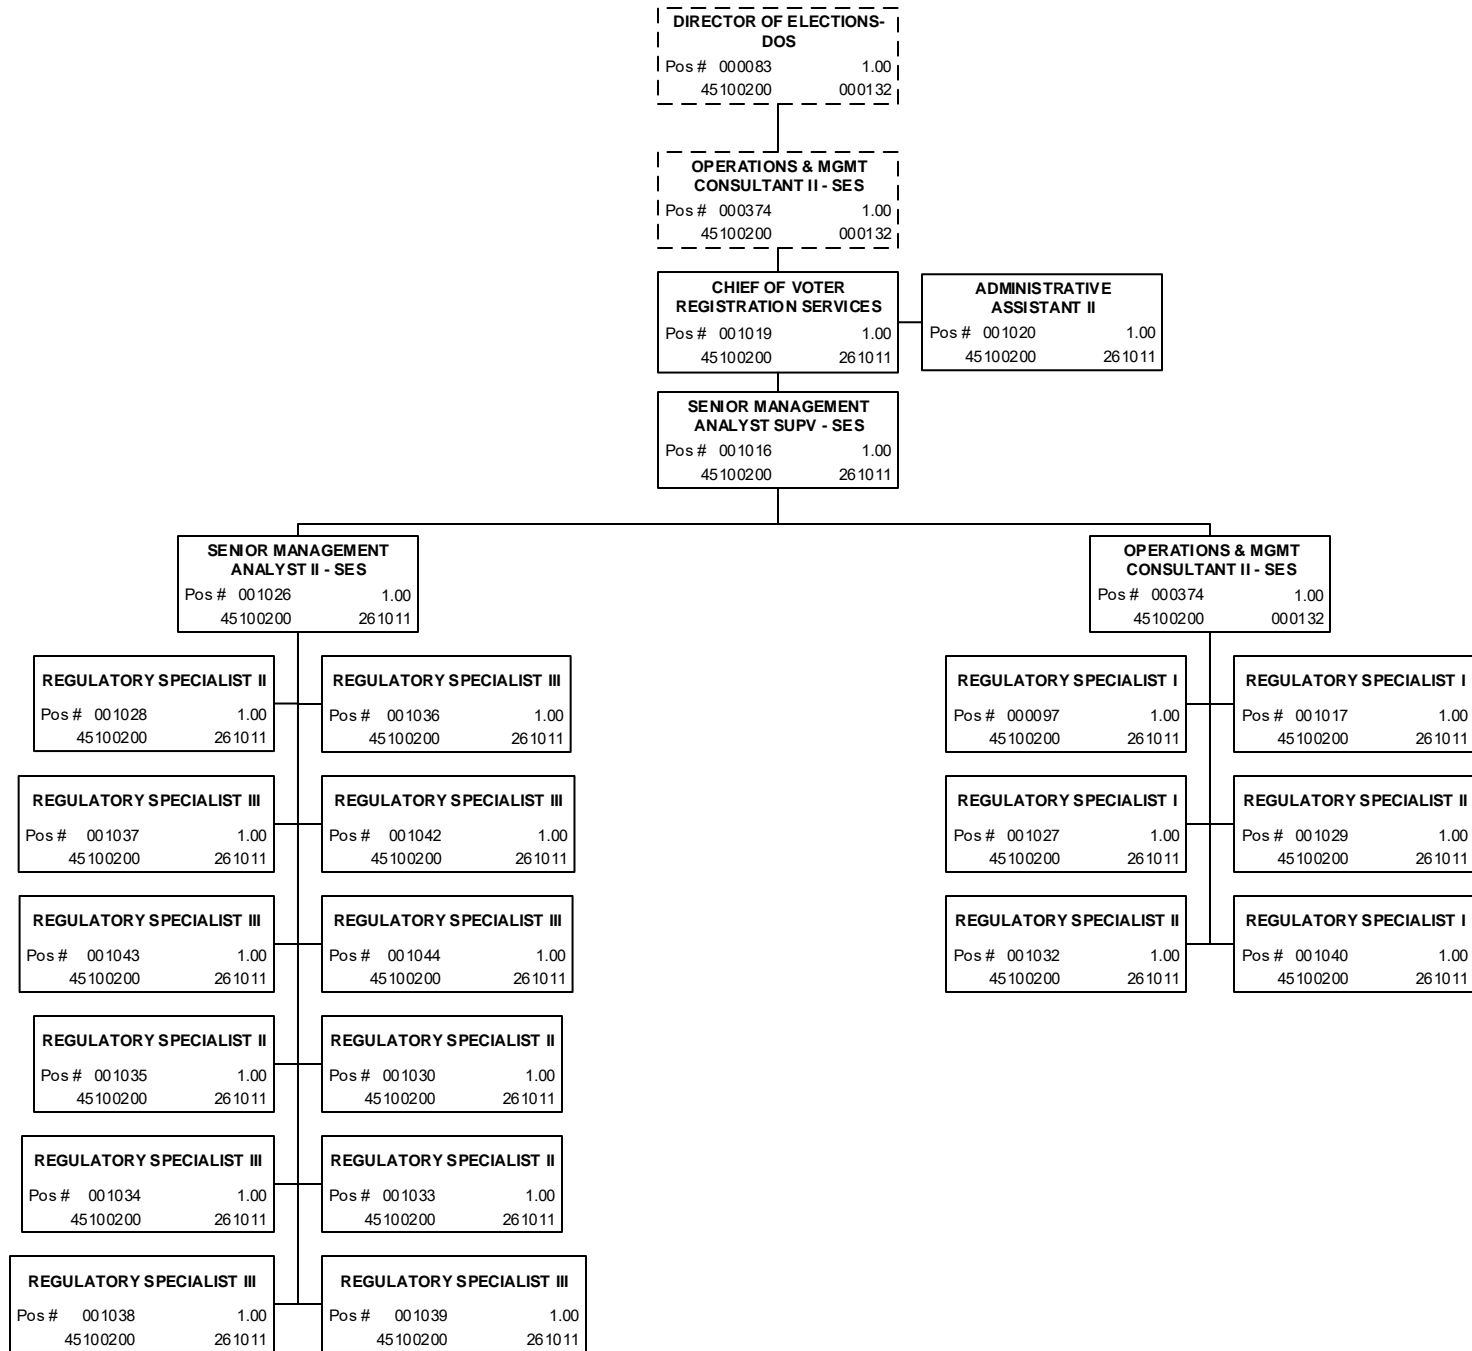 DIRECTOR OF ELECTIONS-
DOS
Pos # 000083 1.00
45100200 000132
OPERATIONS & MGMT
CONSULTANT II - SES
Pos # 000374 1.00
45100200 000132
CHIEF OF VOTER
REGISTRATION SERVICES
Pos # 001019 1.00
45100200 261011
ADMINISTRATIVE
ASSISTANT II
Pos # 001020 1.00
45100200 261011
SENIOR MANAGEMENT
ANALYST SUPV - SES
Pos # 001016 1.00
45100200 261011
SENIOR MANAGEMENT
ANALYST II - SES
Pos # 001026 1.00
45100200 261011
REGULATORY SPECIALIST II
Pos # 001028 1.00
45100200 261011
REGULATORY SPECIALIST III
Pos # 001036 1.00
45100200 261011
REGULATORY SPECIALIST III
Pos # 001037 1.00
45100200 261011
REGULATORY SPECIALIST III
Pos # 001042 1.00
45100200 261011
REGULATORY SPECIALIST III
Pos # 001043 1.00
45100200 261011
REGULATORY SPECIALIST III
Pos # 001044 1.00
45100200 261011
REGULATORY SPECIALIST II
Pos # 001035 1.00
45100200 261011
REGULATORY SPECIALIST II
Pos # 001030 1.00
45100200 261011
REGULATORY SPECIALIST III
Pos # 001034 1.00
45100200 261011
REGULATORY SPECIALIST II
Pos # 001033 1.00
45100200 261011
REGULATORY SPECIALIST III
Pos # 001038 1.00
45100200 261011
REGULATORY SPECIALIST III
Pos # 001039 1.00
45100200 261011
OPERATIONS & MGMT
CONSULTANT II - SES
Pos # 000374 1.00
45100200 000132
REGULATORY SPECIALIST I
Pos # 000097 1.00
45100200 261011
REGULATORY SPECIALIST I
Pos # 001017 1.00
45100200 261011
REGULATORY SPECIALIST I
Pos # 001027 1.00
45100200 261011
REGULATORY SPECIALIST II
Pos # 001029 1.00
45100200 261011
REGULATORY SPECIALIST II
Pos # 001032 1.00
45100200 261011
REGULATORY SPECIALIST I
Pos # 001040 1.00
45100200 261011